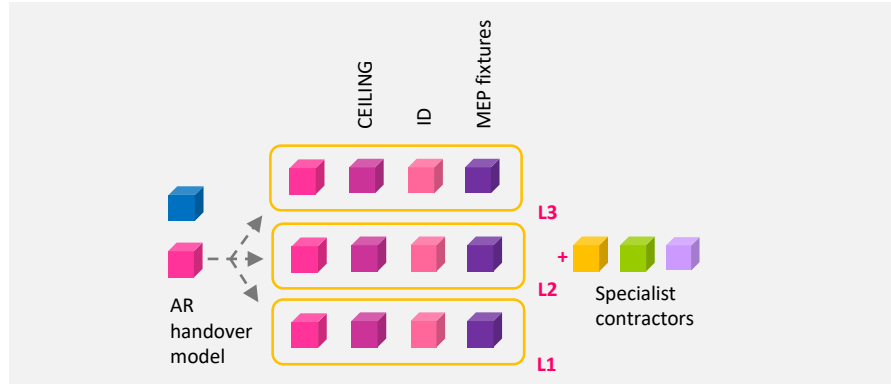 CEILING
ID
MEP fixtures
L3
+
L2
AR
handover
model
Specialist
contractors
L1